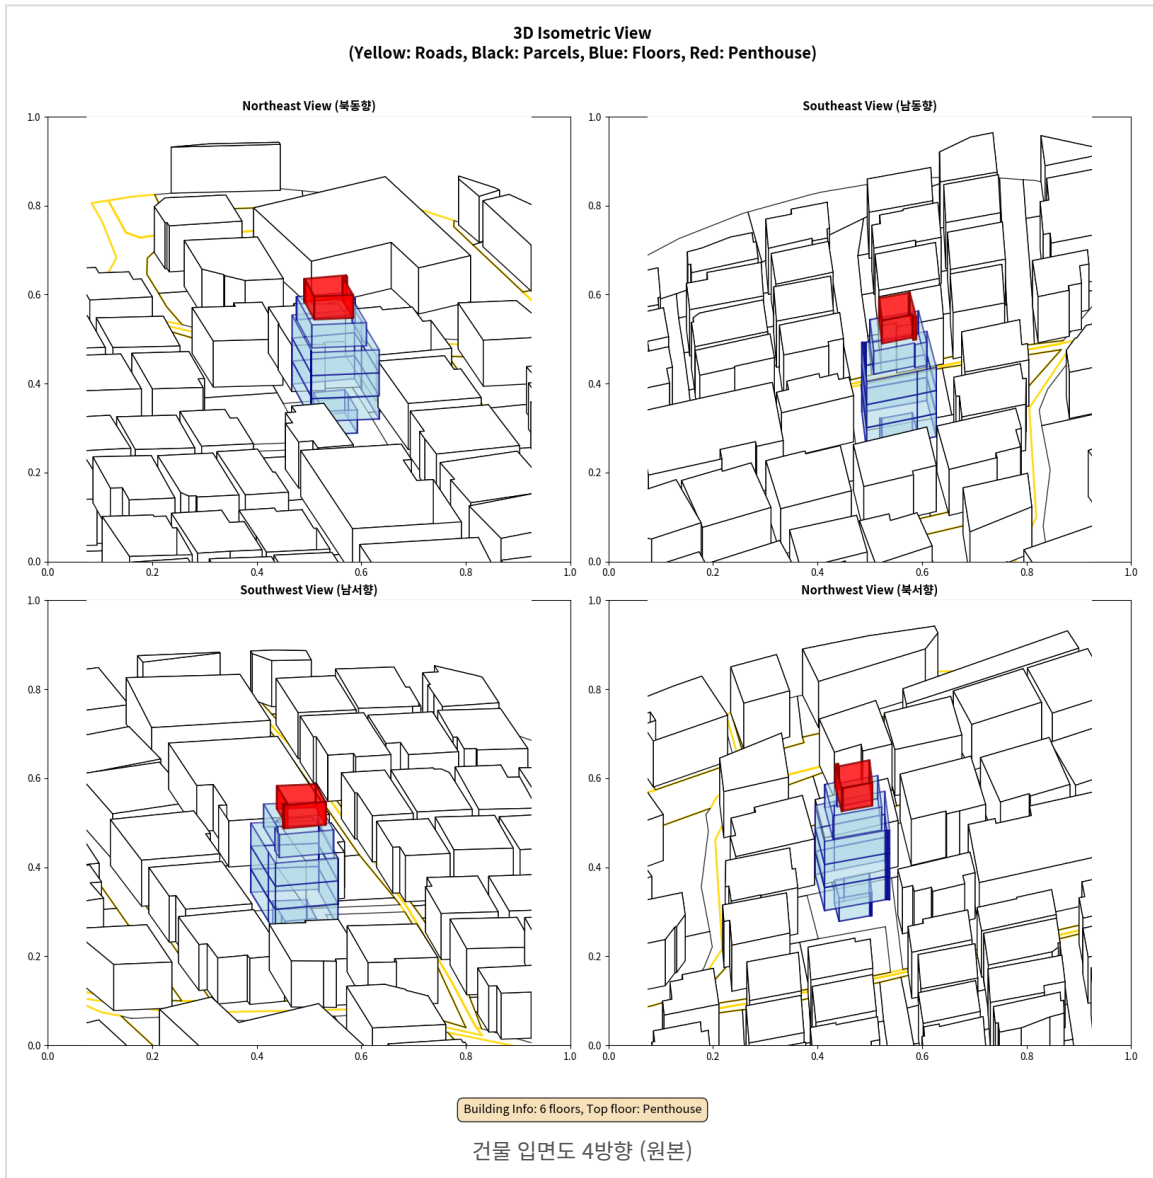 3D Isometric View
(Yellow: Roads, Black: Parcels, Blue: Floors, Red: Penthouse)
Northeast View (북동향)
1.0
0.8
0.6
0.4
0.2
0.0
0.0 0.2 0.4 0.6 0.8 1.0
Southeast View (남동향)
1.0
0.8
0.6
0.4
0.2
0.0
0.0 0.2 0.4 0.6 0.8 1.0
Southwest View (남서향)
1.0
0.8
0.6
0.4
0.2
0.0
0.0 0.2 0.4 0.6 0.8 1.0
Northwest View (북서향)
1.0
0.8
0.6
0.4
0.2
0.0
0.0 0.2 0.4 0.6 0.8 1.0
Building Info: 6 floors, Top floor: Penthouse
건물 입면도 4방향 (원본)